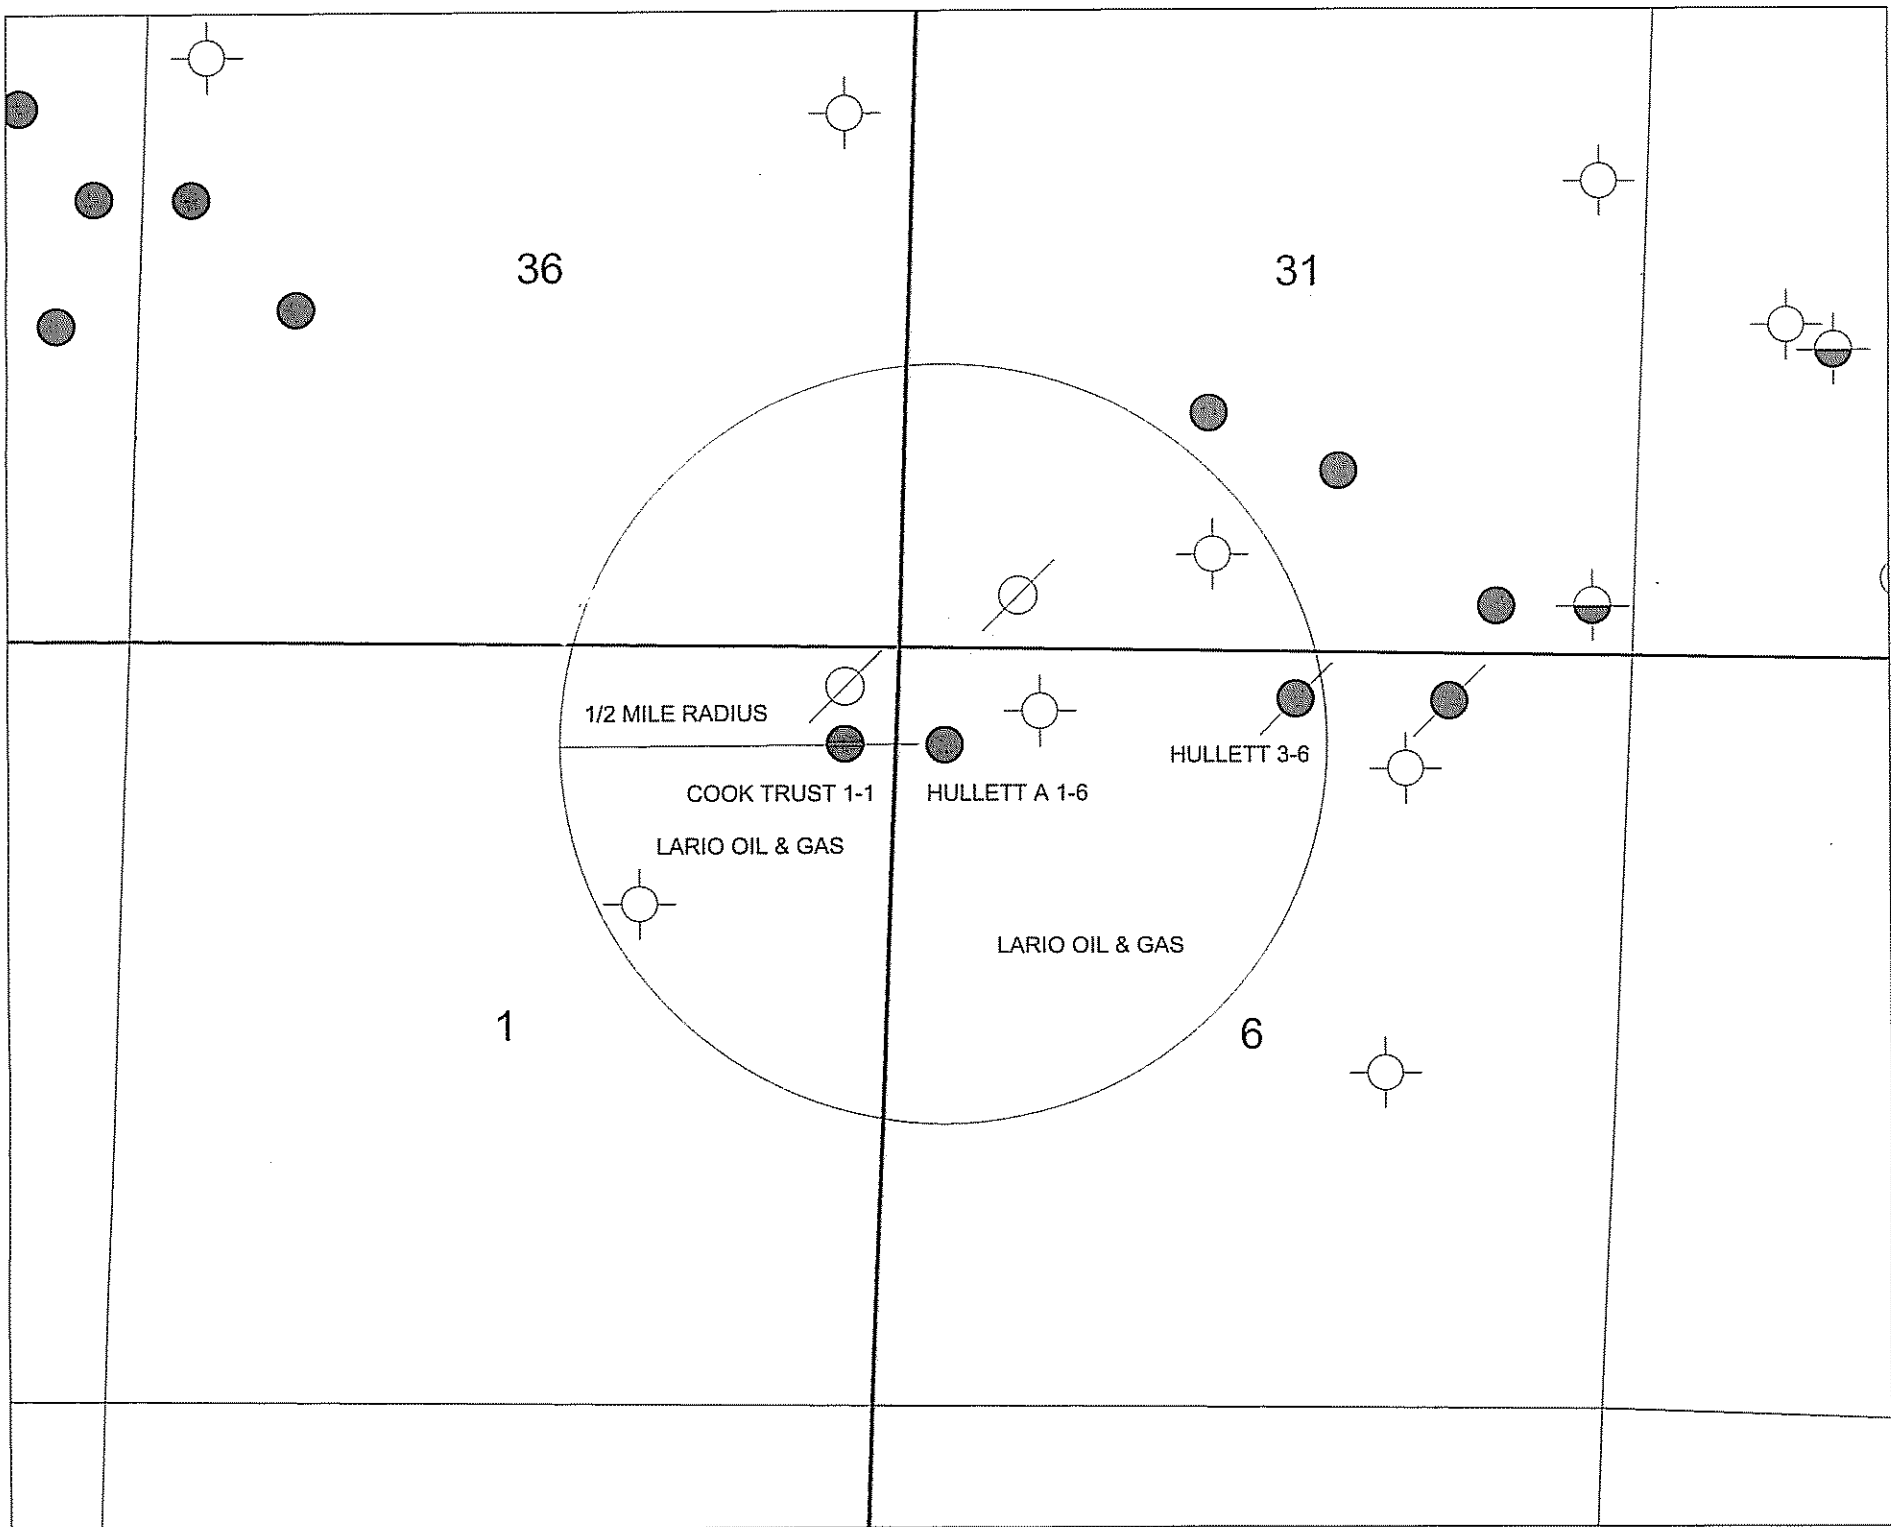 36
31
1/2 MILE RADIUS
HULLETT 3-6
COOK TRUST 1-1
HULLETT A 1-6
LARIO OIL & GAS
LARIO OIL & GAS
1
6